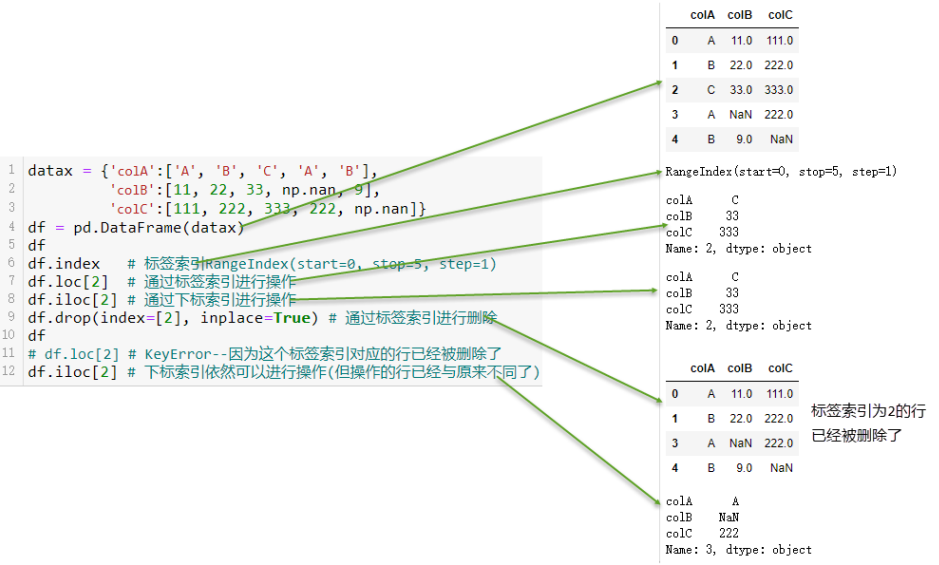 1 datax = {'colA':['A', 'B', 'C', 'A', 'B'],
2 'colB':[11, 22, 33, np.nan, 9],
3 'colC':[111, 222, 333, 222, np.nan]}
4 df = pd.DataFrame(datax)
5 df
6 df.index # 标签索引RangeIndex(start=0, stop=5, step=1)
7 df.loc[2] # 通过标签索引进行操作
8 df.iloc[2] # 通过下标索引进行操作
9 df.drop(index=[2], inplace=True) # 通过标签索引进行删除
10 df
11 # df.loc[2] # KeyError--因为这个标签索引对应的行已经被删除了
12 df.iloc[2] # 下标索引依然可以进行操作(但操作的行已经与原来不同了)
colA colB colC
0 A 11.0 111.0
1 B 22.0 222.0
2 C 33.0 333.0
3 A NaN 222.0
4 B 9.0 NaN
RangeIndex(start=0, stop=5, step=1)
colA C
colB 33
colC 333
Name: 2, dtype: object
colA C
colB 33
colC 333
Name: 2, dtype: object
colA colB colC
0 A 11.0 111.0
1 B 22.0 222.0
3 A NaN 222.0
4 B 9.0 NaN
标签索引为2的行
已经被删除了
colA A
colB NaN
colC 222
Name: 3, dtype: object